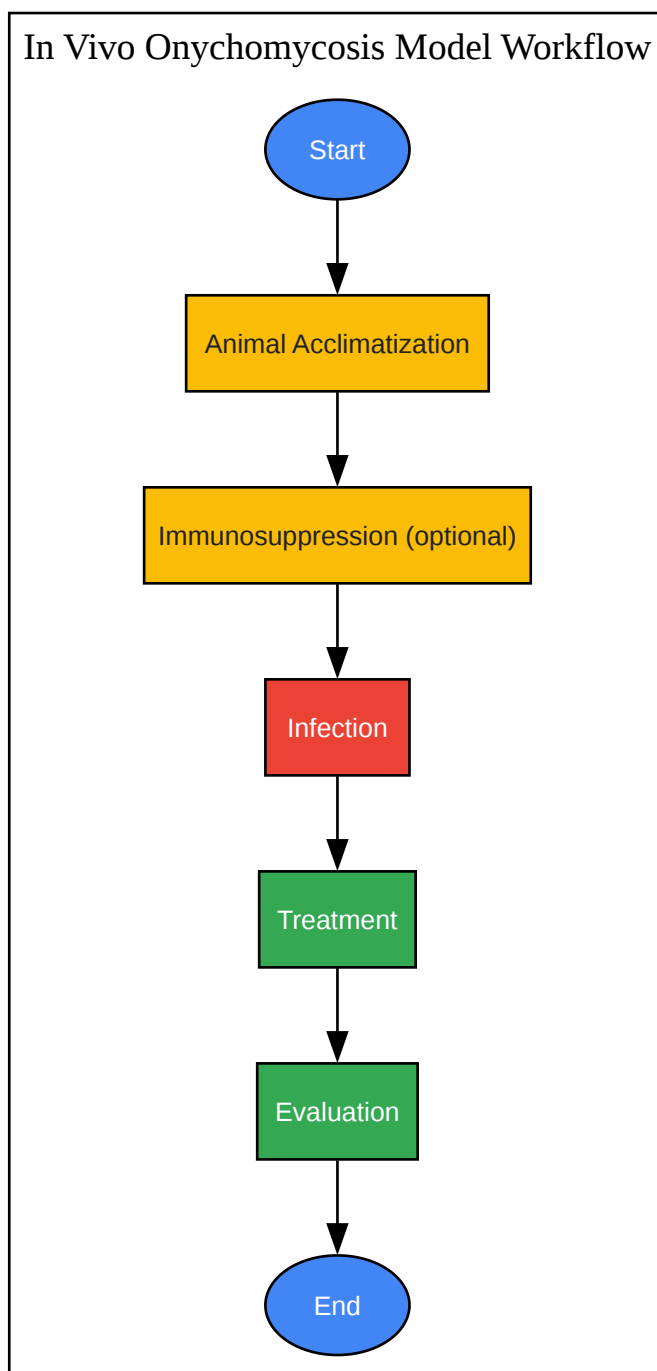 In Vivo Onychomycosis Model Workflow
Start
Animal Acclimatization
Immunosuppression (optional)
Infection
Treatment
Evaluation
End